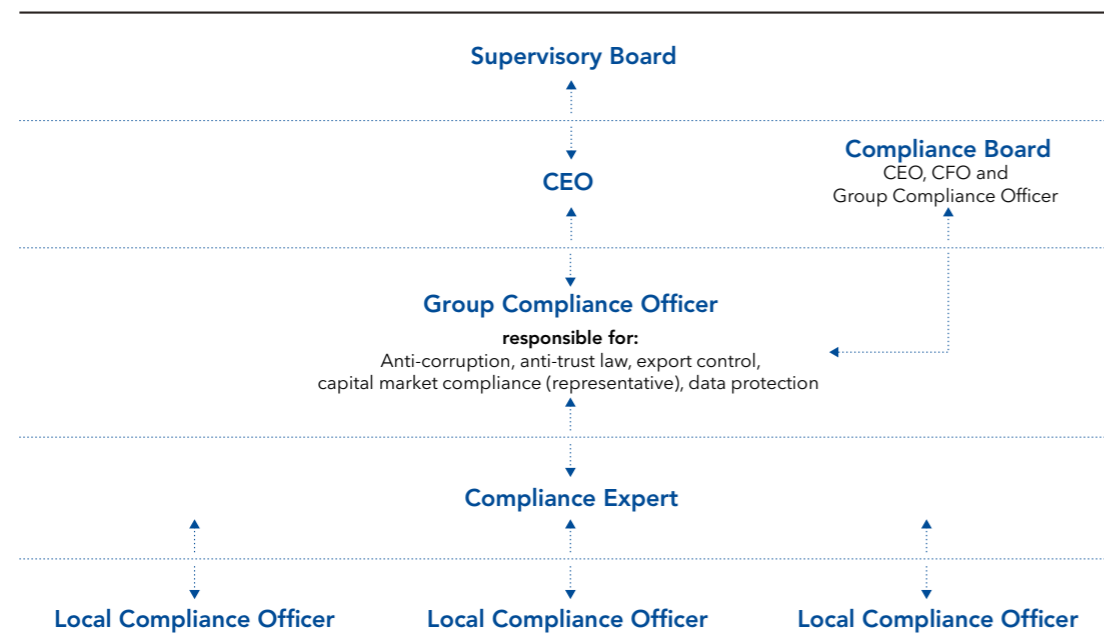 Supervisory Board
Compliance Board
CEO, CFO and
Group Compliance Officer
CEO
Group Compliance Officer
responsible for:
Anti-corruption, anti-trust law, export control,
capital market compliance (representative), data protection
Compliance Expert
Local Compliance Officer
Local Compliance Officer
Local Compliance Officer